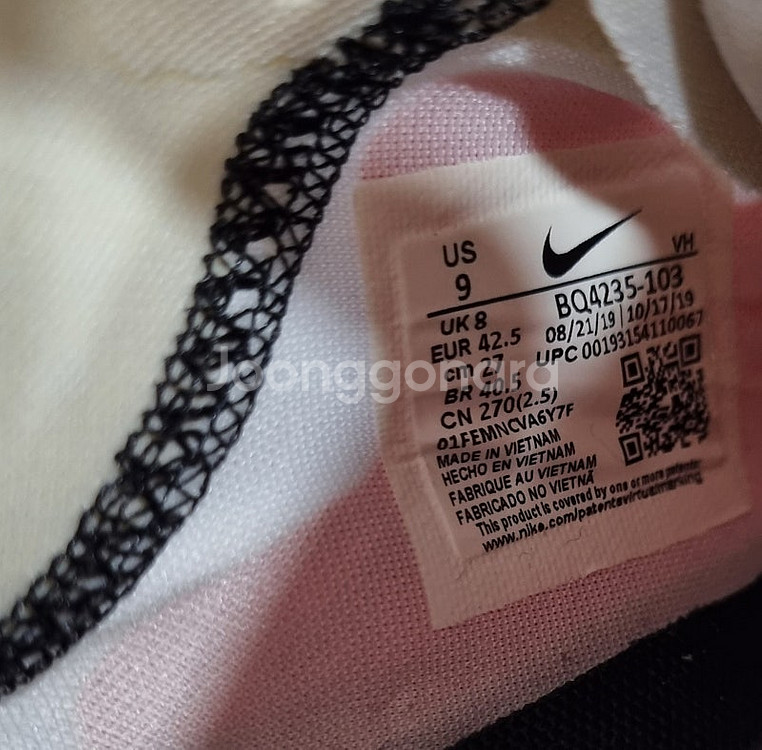 US
9
VH
BQ4235-103
UK 8
08/21/19 | 10/17/19
EUR 42.5
UPC 00193154110067
cm 27
BR 40.5
CN 270(2.5)
01FEMNCVA6Y7F
MADE IN VIETNAM
HECHO EN VIETNAM
FABRIQUE AU VIETNAM
FABRICADO NO VIETNÃ
This product is covered by one or more patents:
www.nike.com/patentsvirtualmarking
Joonggonara